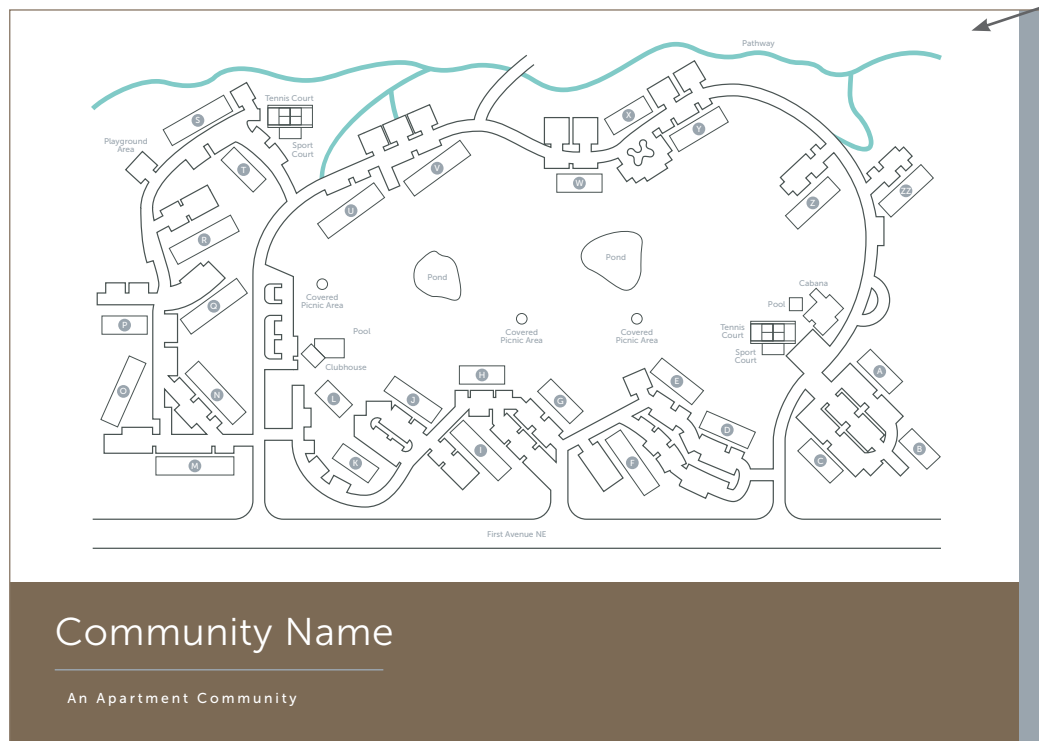 Pathway
Tennis Court
S
X
Y
Playground
Area
Sport
Court
T
V
W
U
Z
ZZ
R
Pond
Pond
Q
Covered
Picnic Area
Cabana
Pool
P
Pool
Covered
Picnic Area
Covered
Picnic Area
Tennis
Court
Sport
Court
Clubhouse
O
N
L
J
H
G
E
A
D
K
I
F
C
B
M
First Avenue NE
Community Name
An Apartment Community